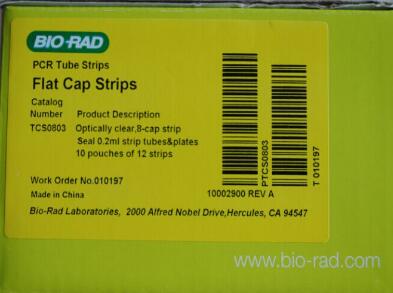 BIO-RAD
PCR Tube Strips
Flat Cap Strips
Catalog
Number Product Description
TCS0803 Optically clear,8-cap strip
Seal 0.2ml strip tubes&plates
10 pouches of 12 strips
Work Order No.010197
Made in China
10002900 REV A
PTCS0803
T 010197
Bio-Rad Laboratories, 2000 Alfred Nobel Drive,Hercules, CA 94547
www.bio-rad.com